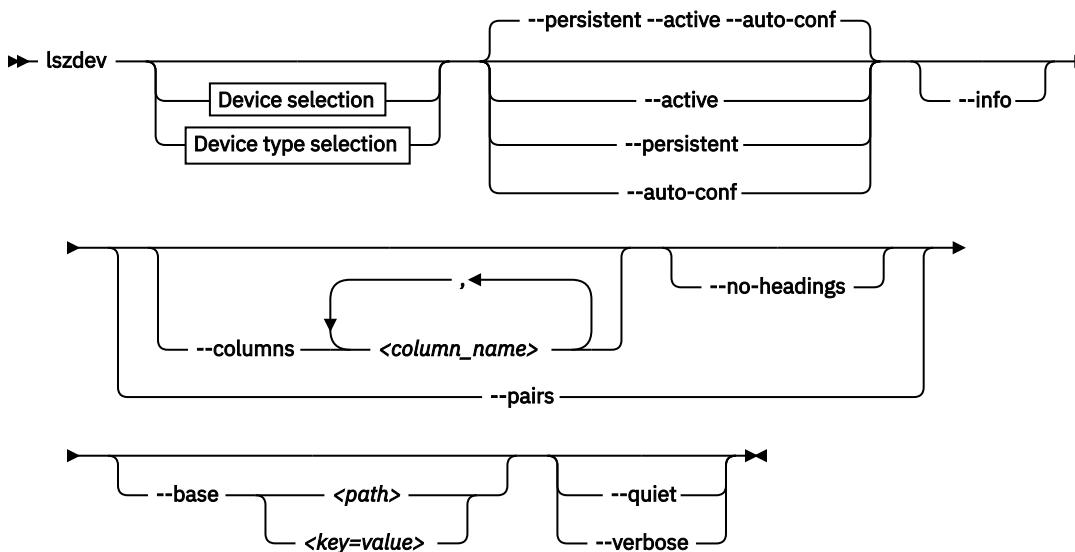 --persistent --active --auto-conf
lszdev
Device selection
--active
--info
Device type selection
--persistent
--auto-conf
,
--no-headings
--columns <column_name>
--pairs
--base <path> --quiet
<key=value> --verbose